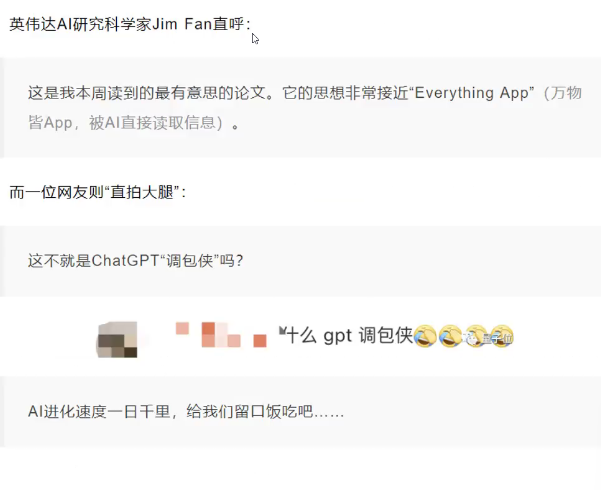 英伟达AI研究科学家Jim Fan直呼：
这是我本周读到的最有意思的论文。它的思想非常接近“Everything App”（万物
皆App，被AI直接读取信息）。
而一位网友则“直拍大腿”：
这不就是ChatGPT“调包侠”吗？
什么 gpt 调包侠
量子位
AI进化速度一日千里，给我们留口饭吃吧……